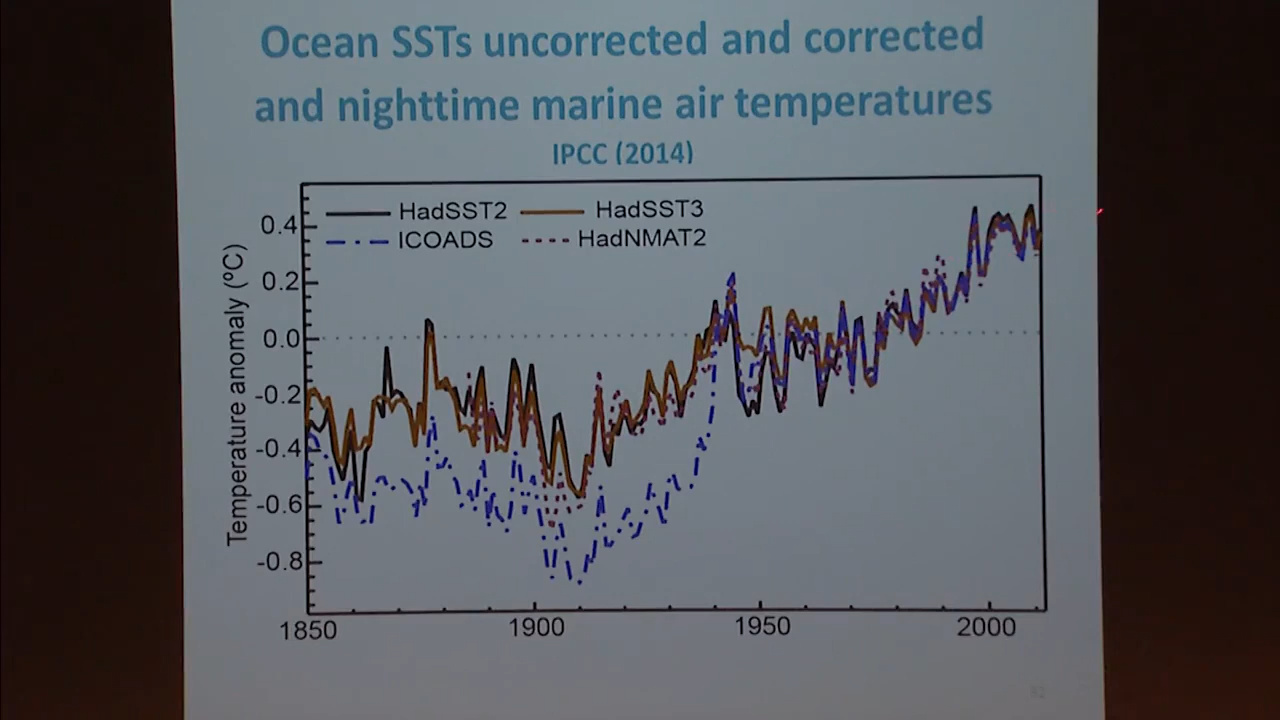 Ocean SSTs uncorrected and corrected
and nighttime marine air temperatures
IPCC (2014)
HadSST2 HadSST3
ICOADS HadNMAT2
Temperature anomaly (ºC)
0.4
0.2
0.0
-0.2
-0.4
-0.6
-0.8
1850 1900 1950 2000